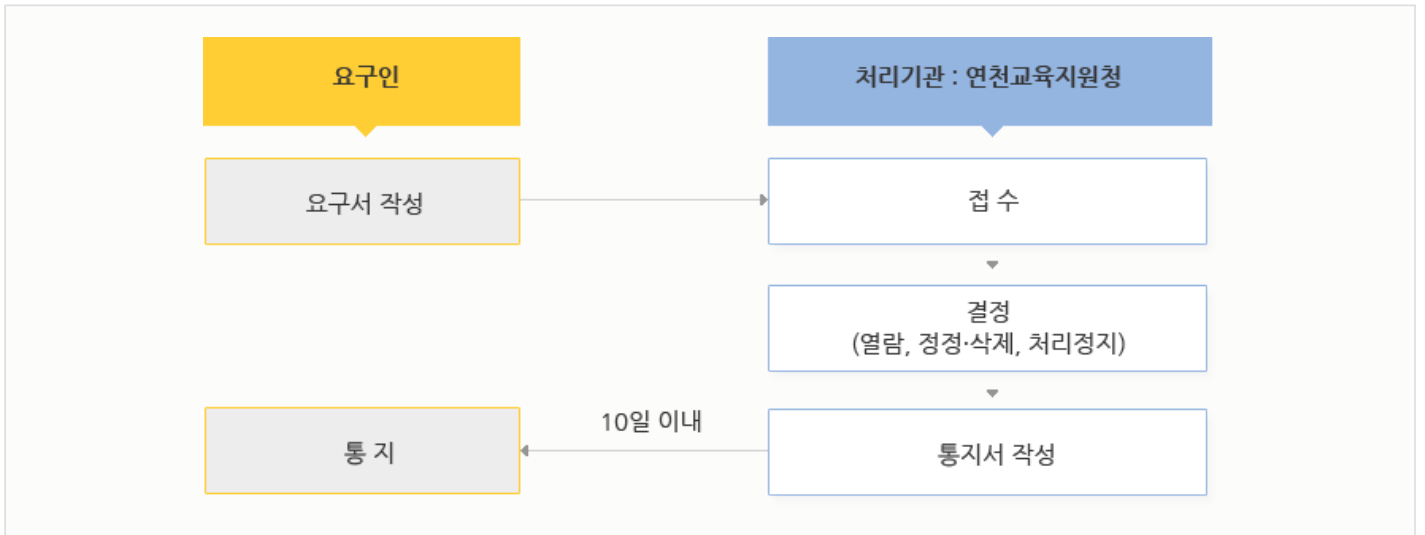 요구인
처리기관 : 연천교육지원청
요구서 작성
접 수
결정
(열람, 정정·삭제, 처리정지)
10일 이내
통 지
통지서 작성